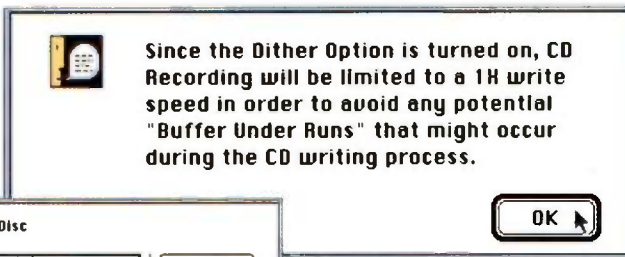 Since the Dither Option is turned on, CD
Recording will be limited to a 1X write
speed in order to avoid any potential
"Buffer Under Runs" that might occur
during the CD writing process.
OK
Disc